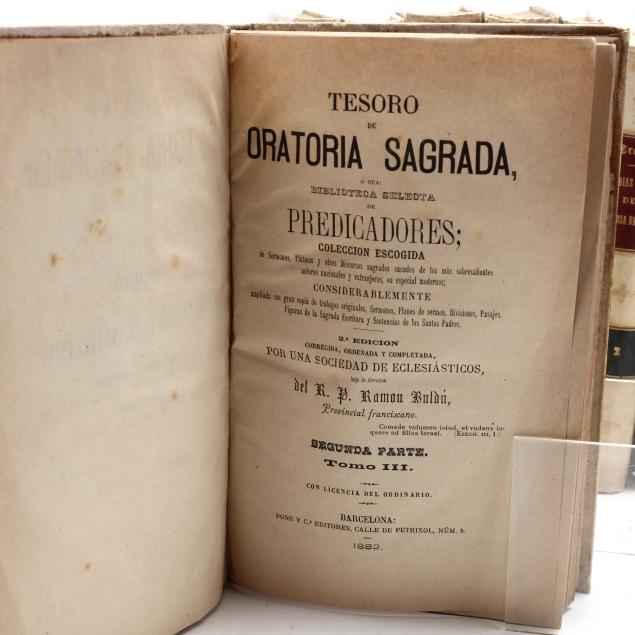 TESORO
DE
ORATORIA SAGRADA,
Ó SEA:
BIBLIOTECA SELECTA
DE
PREDICADORES;
COLECCION ESCOGIDA
de Sermones, Pláticas y otros Discursos sagrados sacados de los más sobresalientes
autores nacionales y extranjeros, en especial modernos;
CONSIDERABLEMENTE
ampliada con gran copia de trabajos originales, Sermones, Planes de sermon, Divisiones, Pasajes,
Figuras de la Sagrada Escritura y Sentencias de los Santos Padres.
2.ª EDICION
CORREGIDA, ORDENADA Y COMPLETADA,
POR UNA SOCIEDAD DE ECLESIÁSTICOS,
bajo la direccion
del R. P. Ramon Buldú,
Provincial franciscano.
Comede volumen istud, et vadens lo-
quere ad filios Israel. (EZECH. III, 1.)
SEGUNDA PARTE.
Tomo III.
CON LICENCIA DEL ORDINARIO.
BARCELONA:
PONS Y C.ª EDITORES, CALLE DE PETRIXOL, NÚM. 9.
1882.
DE
2